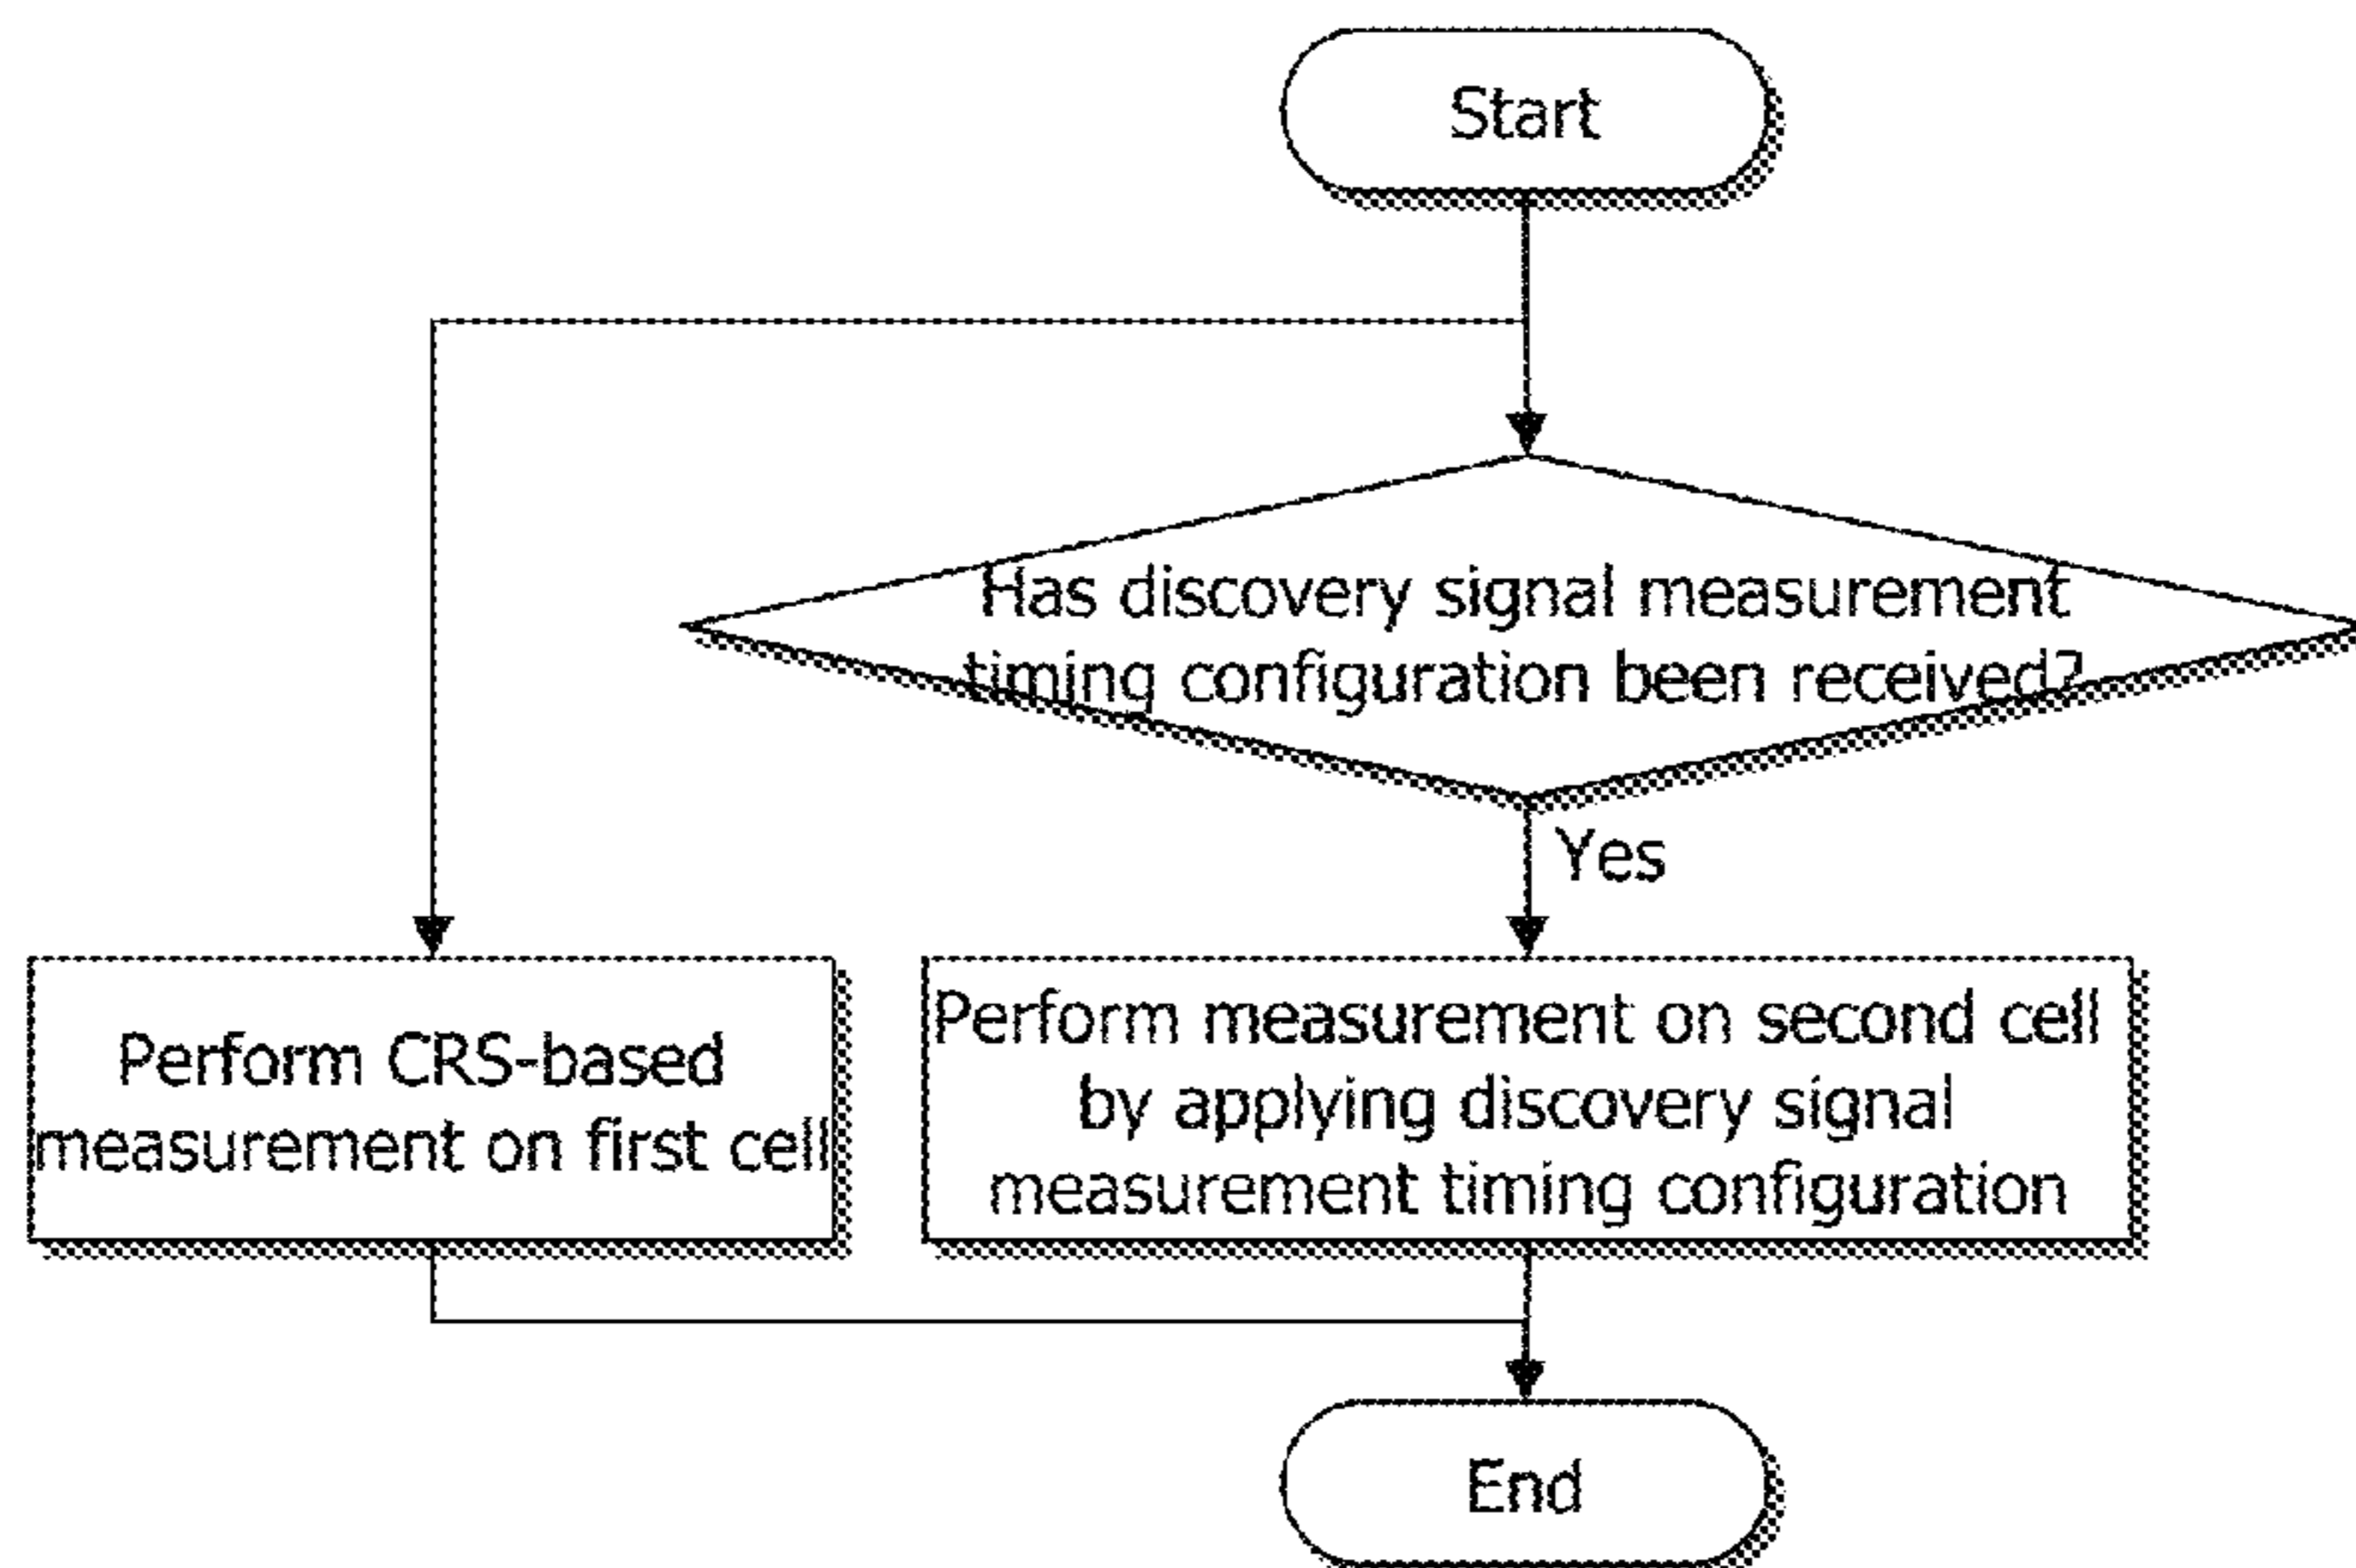 Start
Has discovery signal measurement
timing configuration been received?
Yes
Perform CRS-based
measurement on first cell
Perform measurement on second cell
by applying discovery signal
measurement timing configuration
End